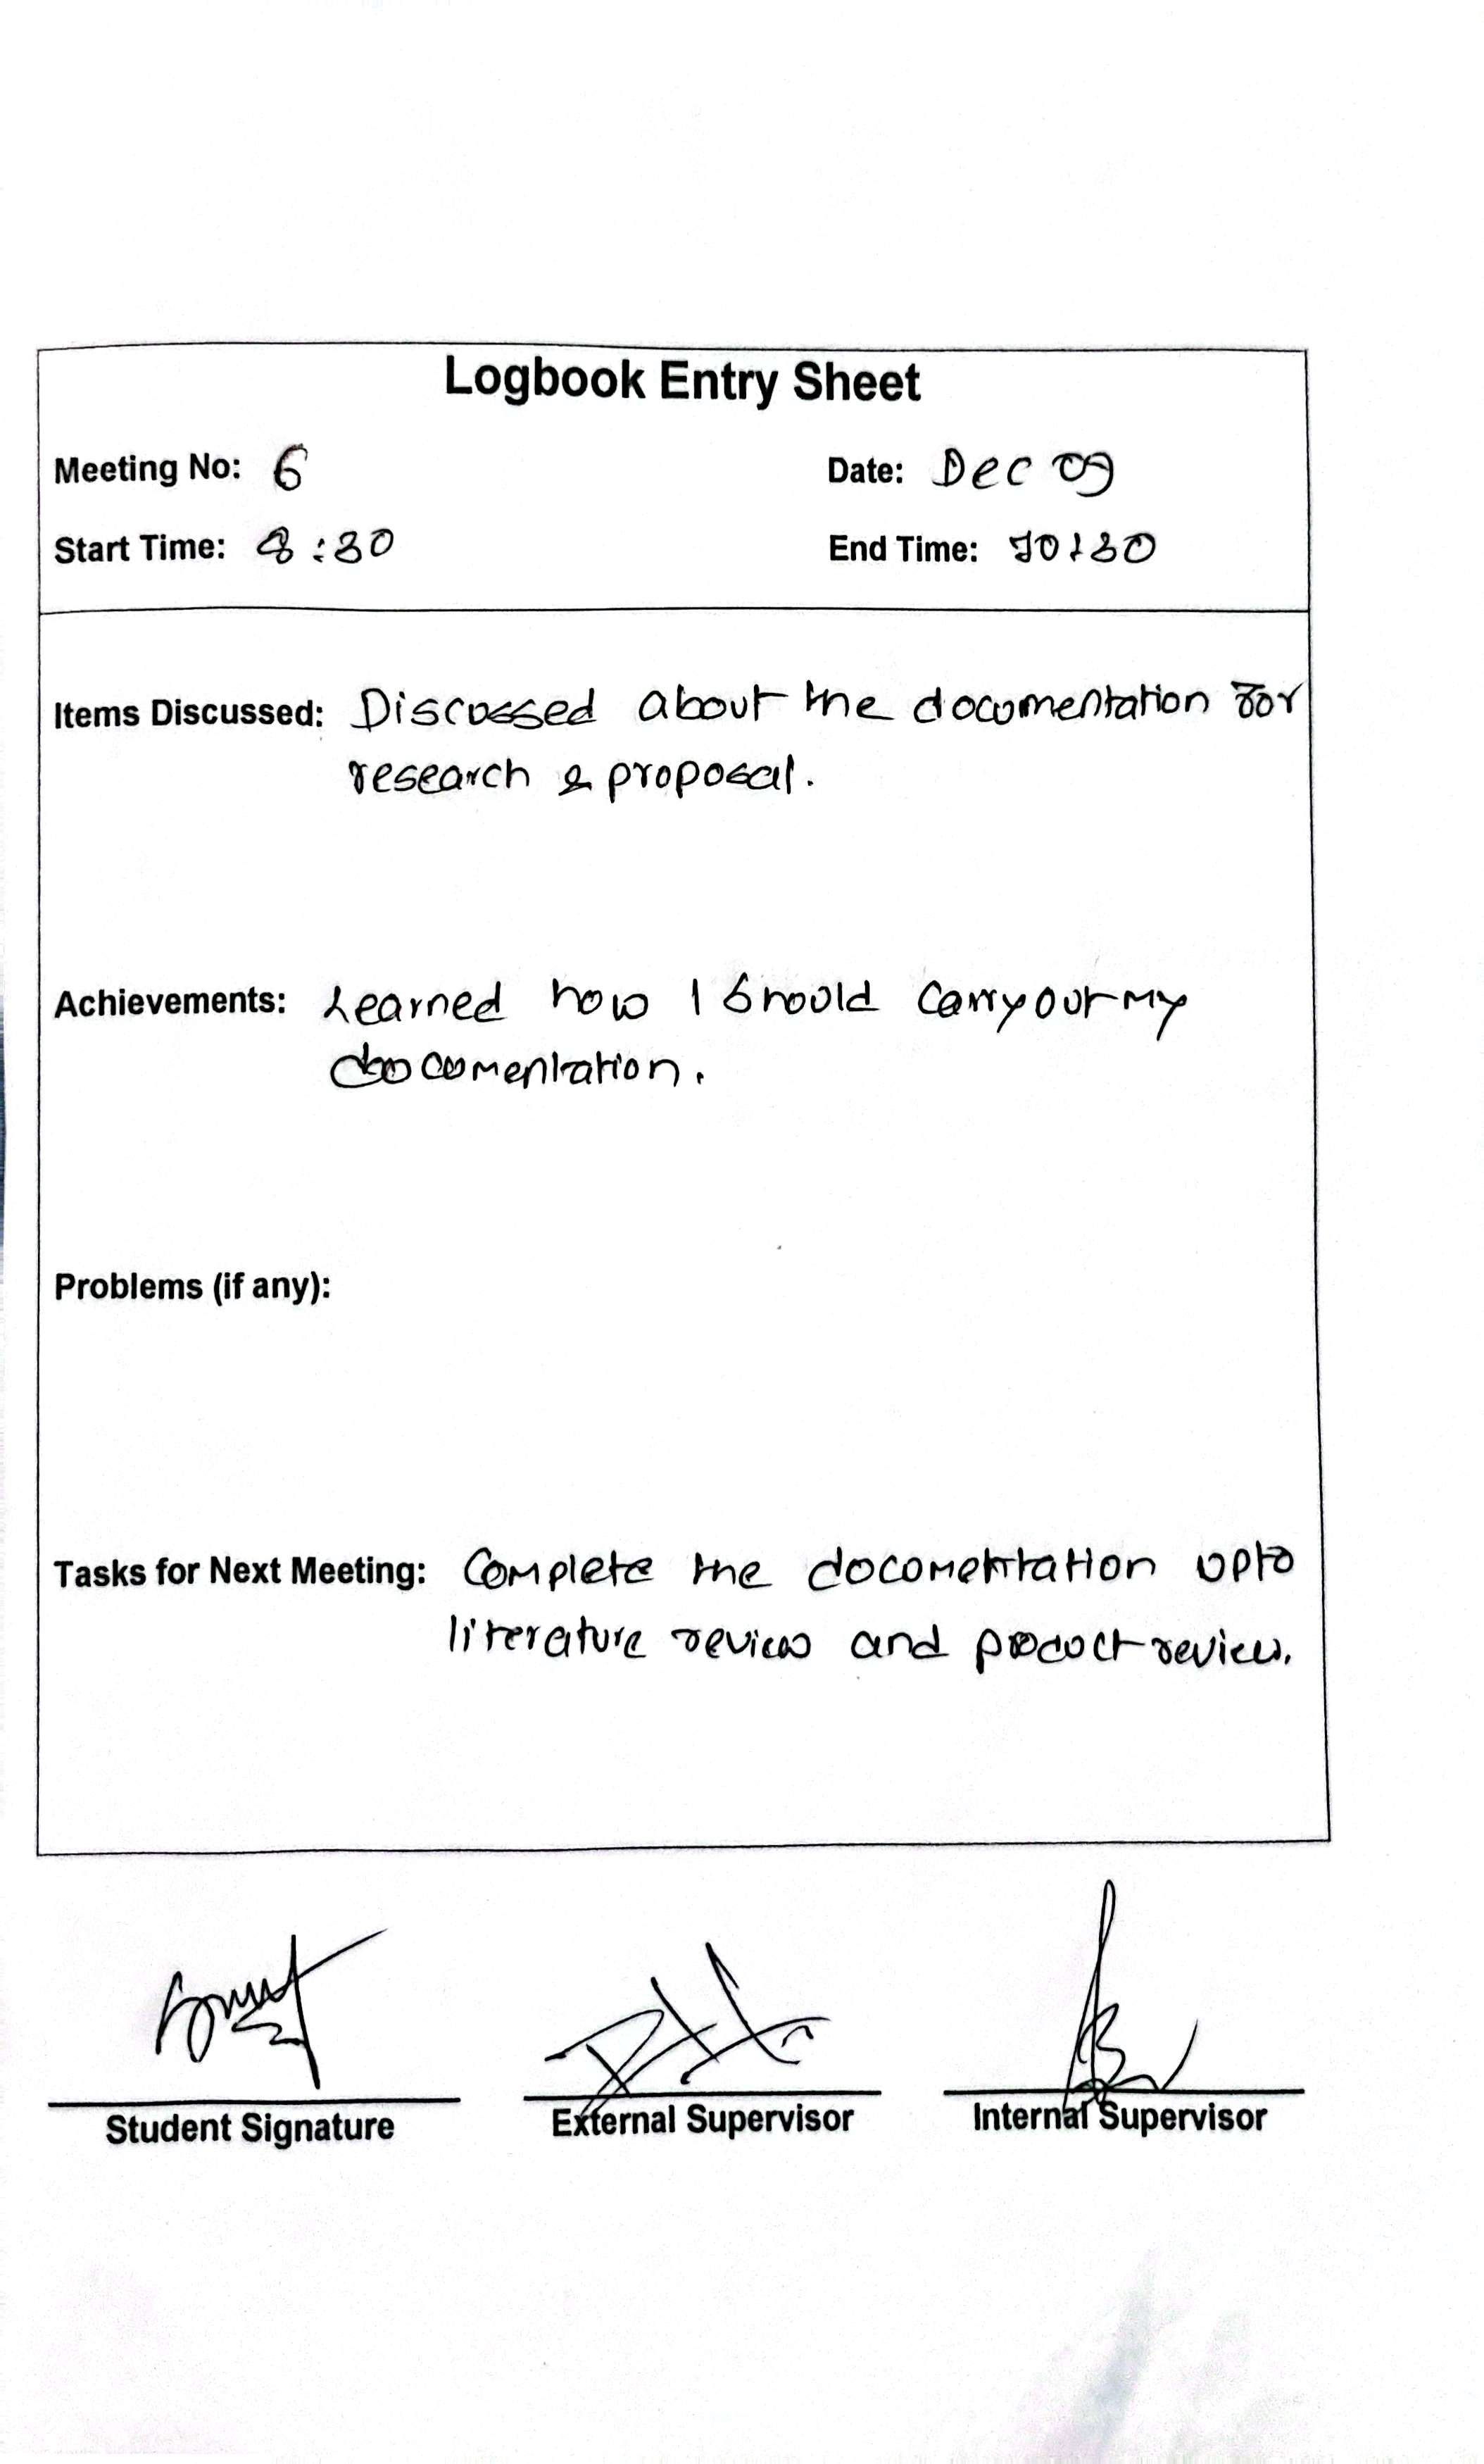 Logbook Entry Sheet
Meeting No: 6 Date: Dec 09
Start Time: 8:30 End Time: 10:30
Items Discussed: Discussed about the documentation for
research & proposal.
Achievements: Learned how I should carryout my
documentation.
Problems (if any):
Tasks for Next Meeting: Complete the documentation upto
literature review and product review.
Student Signature External Supervisor Internal Supervisor